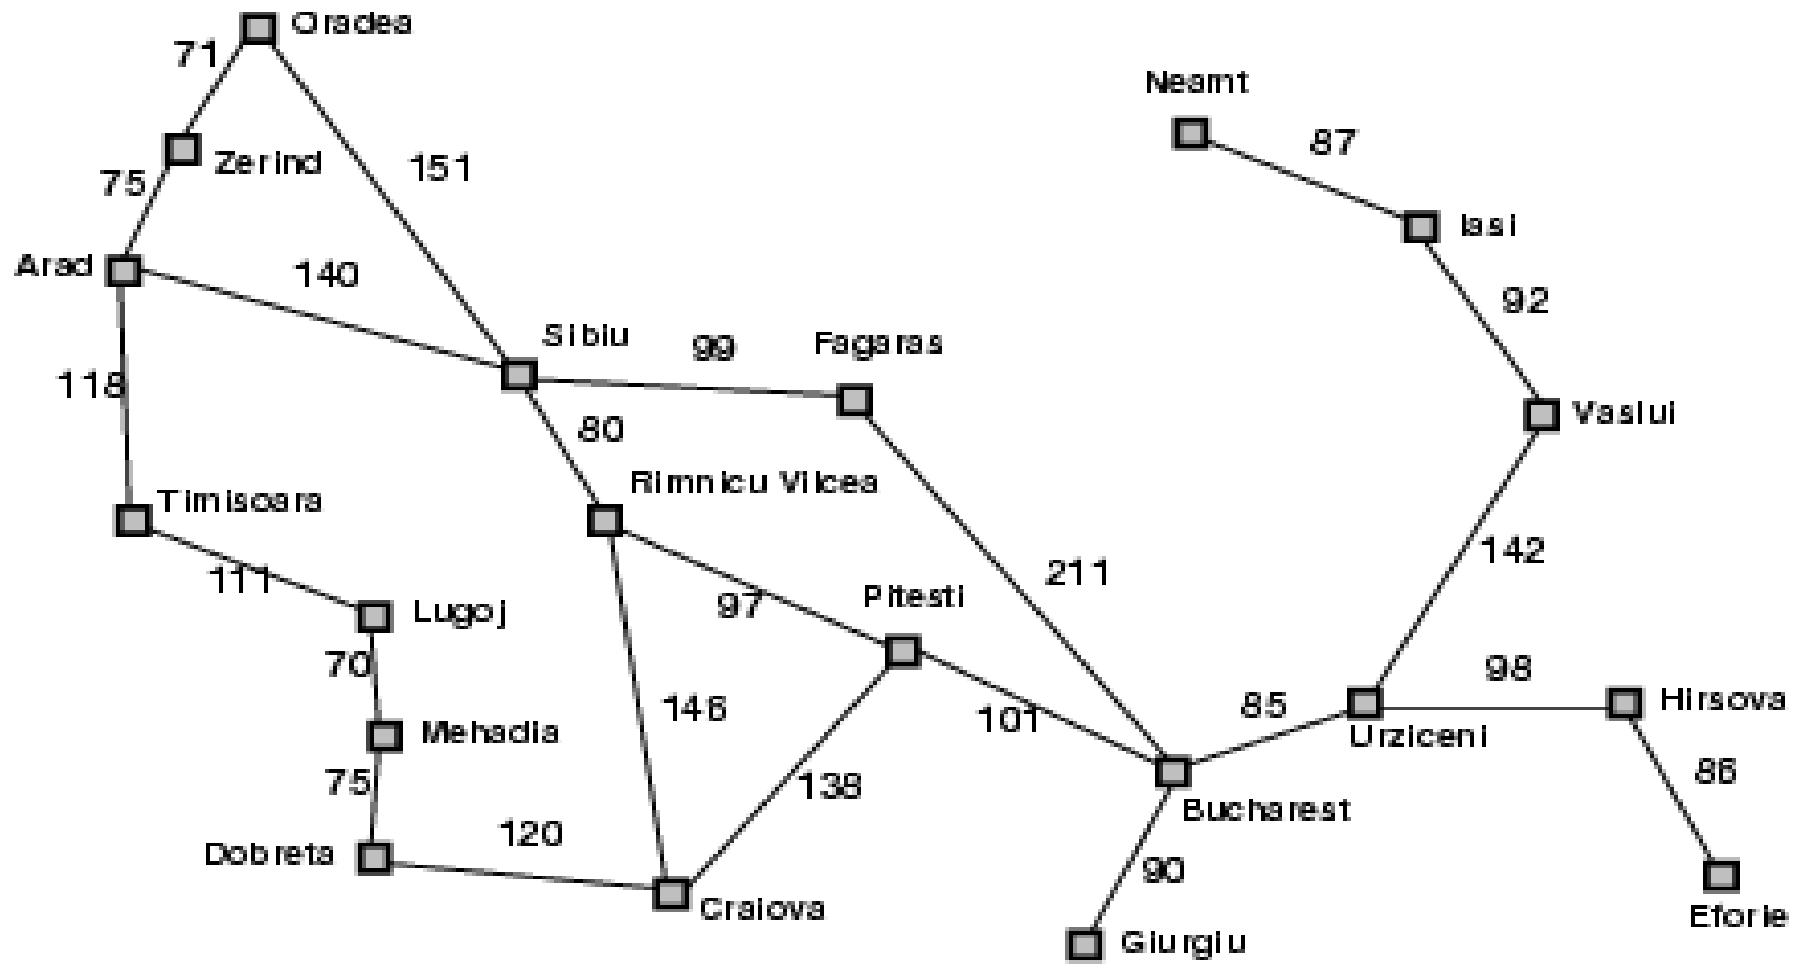 Oradea
71
Neamt
87
Zerind
151
75
Iasi
Arad
140
92
Sibiu
99
Fagaras
118
80
Vaslui
Rimnicu Vilcea
Timisoara
142
211
111
97
Pitesti
Lugoj
70
98
Hirsova
146
85
101
Mehadia
Urziceni
86
75
138
Bucharest
120
Dobreta
90
Craiova
Eforie
Giurgiu